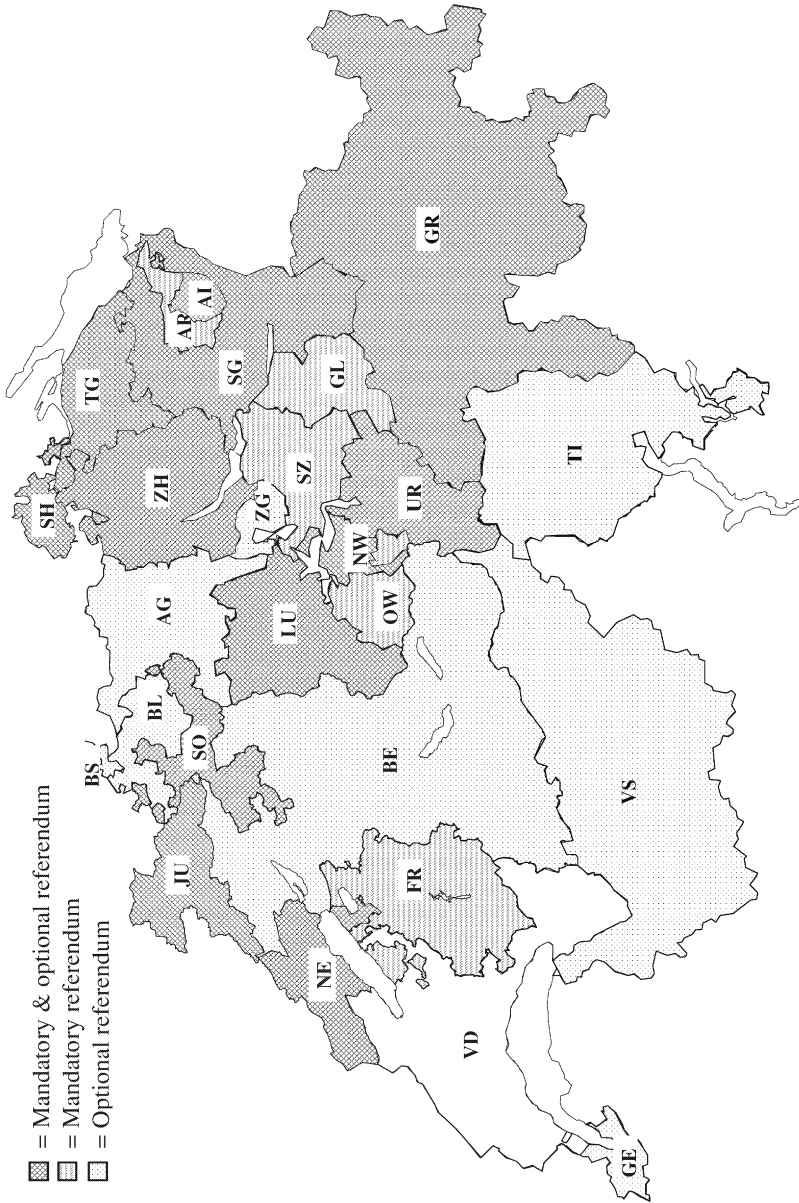 = Mandatory & optional referendum
= Mandatory referendum
= Optional referendum
SH
TG
BS
ZH
AG
BL
AR
AI
SG
JU
SO
ZG
LU
SZ
GL
NE
NW
OW
UR
GR
FR
BE
VD
TI
VS
GE